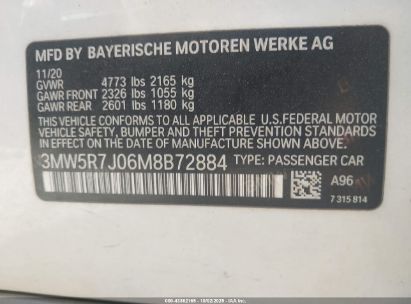 MFD BY BAYERISCHE MOTOREN WERKE AG
11/20
GVWR 4773 lbs 2165 kg
GAWR FRONT 2326 lbs 1055 kg
GAWR REAR 2601 lbs 1180 kg
THIS VEHICLE CONFORMS TO ALL APPLICABLE U.S.FEDERAL MOTOR
VEHICLE SAFETY, BUMPER, AND THEFT PREVENTION STANDARDS
IN EFFECT ON THE DATE OF MANUFACTURE SHOWN ABOVE.
3MW5R7J06M8B72884 TYPE: PASSENGER CAR
A96
7 315 814